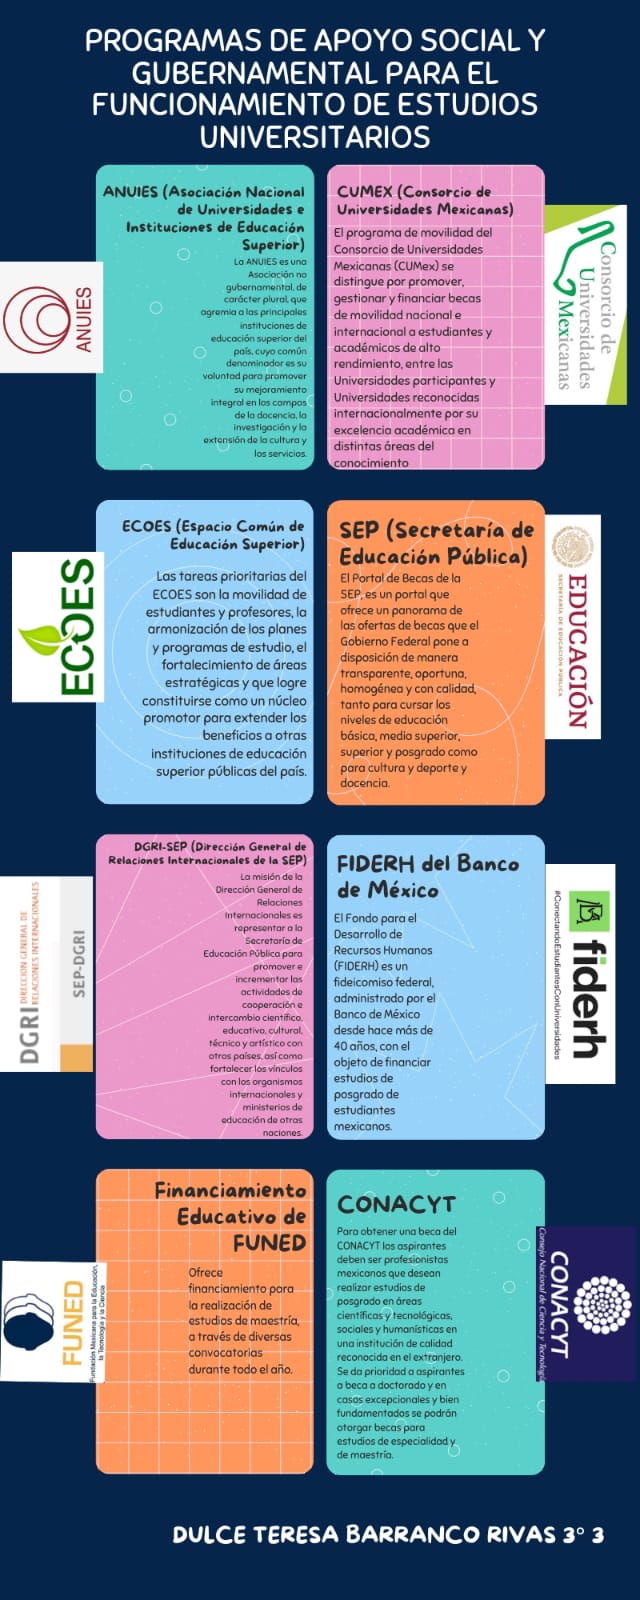 PROGRAMAS DE APOYO SOCIAL Y
GUBERNAMENTAL PARA EL
FUNCIONAMIENTO DE ESTUDIOS
UNIVERSITARIOS
ANUIES (Asociación Nacional
de Universidades e
Instituciones de Educación
Superior)
La ANUIES es una
Asociación no
gubernamental, de
carácter plural, que
agremia a las principales
instituciones de
educación superior del
país, cuyo común
denominador es su
voluntad para promover
su mejoramiento
integral en los campos
de la docencia, la
investigación y la
extensión de la cultura y
los servicios.
ANUIES
CUMEX (Consorcio de
Universidades Mexicanas)
El programa de movilidad del
Consorcio de Universidades
Mexicanas (CUMex) se
distingue por promover,
gestionar y financiar becas
de movilidad nacional e
internacional a estudiantes y
académicos de alto
rendimiento, entre las
Universidades participantes y
Universidades reconocidas
internacionalmente por su
excelencia académica en
distintas áreas del
conocimiento
Consorcio de
Universidades
Mexicanas
ECOES (Espacio Común de
Educación Superior)
Las tareas prioritarias del
ECOES son la movilidad de
estudiantes y profesores, la
armonización de los planes
y programas de estudio, el
fortalecimiento de áreas
estratégicas y que logre
constituirse como un núcleo
promotor para extender los
beneficios a otras
instituciones de educación
superior públicas del país.
ECOES
SEP (Secretaría de
Educación Pública)
El Portal de Becas de la
SEP, es un portal que
ofrece un panorama de
las ofertas de becas que el
Gobierno Federal pone a
disposición de manera
transparente, oportuna,
homogénea y con calidad,
tanto para cursar los
niveles de educación
básica, media superior,
superior y posgrado como
para cultura y deporte y
docencia.
EDUCACIÓN
SECRETARÍA DE EDUCACIÓN PÚBLICA
DGRI-SEP (Dirección General de
Relaciones Internacionales de la SEP)
La misión de la
Dirección General de
Relaciones
Internacionales es
representar a la
Secretaría de
Educación Pública para
promover e
incrementar las
actividades de
cooperación e
intercambio científico,
educativo, cultural,
técnico y artístico con
otros países, así como
fortalecer los vínculos
con los organismos
internacionales y
ministerios de
educación de otras
naciones.
DGRI
DIRECCIÓN GENERAL DE
RELACIONES INTERNACIONALES
SEP-DGRI
FIDERH del Banco
de México
El Fondo para el
Desarrollo de
Recursos Humanos
(FIDERH) es un
fideicomiso federal,
administrado por el
Banco de México
desde hace más de
40 años, con el
objeto de financiar
estudios de
posgrado de
estudiantes
mexicanos.
fiderh
#ConectandoEstudiantesConUniversidades
Financiamiento
Educativo de
FUNED
Ofrece
financiamiento para
la realización de
estudios de maestría,
a través de diversas
convocatorias
durante todo el año.
FUNED
Fundación Mexicana para la Educación,
la Tecnología y la Ciencia
CONACYT
Para obtener una beca del
CONACYT los aspirantes
deben ser profesionistas
mexicanos que desean
realizar estudios de
posgrado en áreas
científicas y tecnológicas,
sociales y humanísticas en
una institución de calidad
reconocida en el extranjero.
Se da prioridad a aspirantes
a beca a doctorado y en
casos excepcionales y bien
fundamentados se podrán
otorgar becas para
estudios de especialidad y
de maestría.
CONACYT
Consejo Nacional de Ciencia y Tecnología
DULCE TERESA BARRANCO RIVAS 3° 3